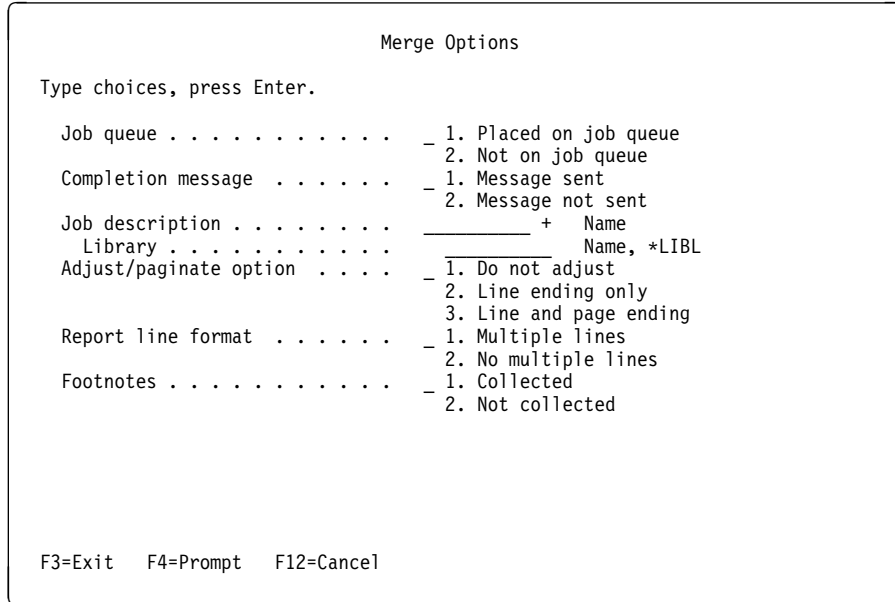 Merge Options
Type choices, press Enter.
Job queue . . . . . . . . . . . _ 1. Placed on job queue
2. Not on job queue
Completion message . . . . . . _ 1. Message sent
2. Message not sent
Job description . . . . . . . . __________ + Name
Library . . . . . . . . . . . __________ Name, *LIBL
Adjust/paginate option . . . . _ 1. Do not adjust
2. Line ending only
3. Line and page ending
Report line format . . . . . . _ 1. Multiple lines
2. No multiple lines
Footnotes . . . . . . . . . . . _ 1. Collected
2. Not collected
F3=Exit F4=Prompt F12=Cancel